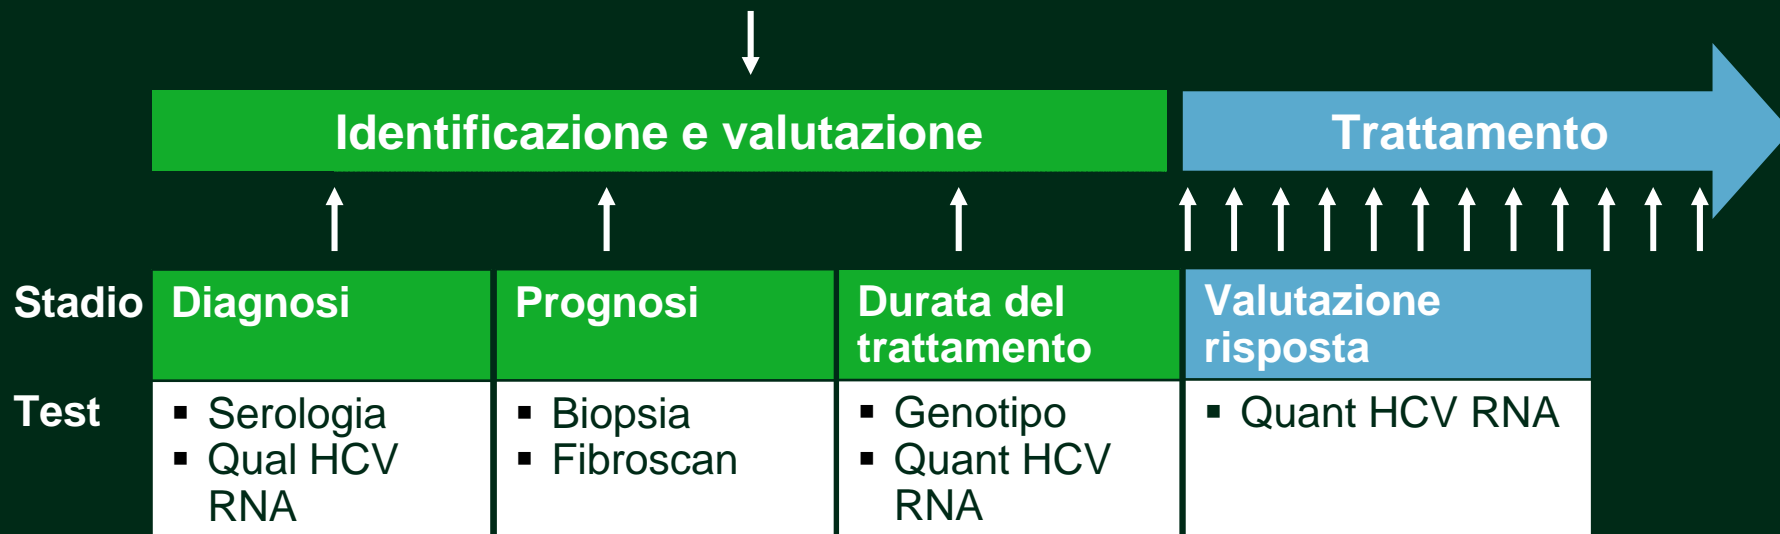 Identificazione e valutazione
Trattamento
Stadio
Diagnosi
Prognosi
Durata del
trattamento
Valutazione
risposta
Test
▪ Serologia
▪ Qual HCV
RNA
▪ Biopsia
▪ Fibroscan
▪ Genotipo
▪ Quant HCV
RNA
▪ Quant HCV RNA